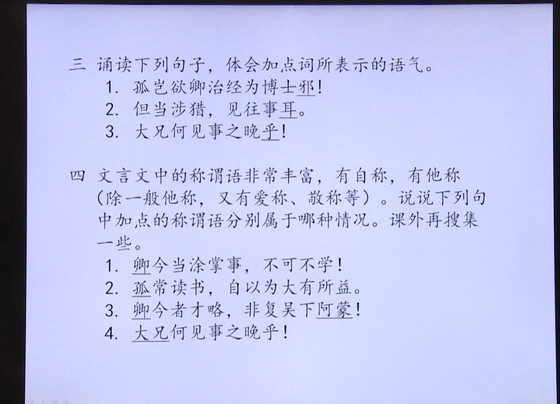 三 诵读下列句子，体会加点词所表示的语气。
1. 孤岂欲卿治经为博士邪！
2. 但当涉猎，见往事耳。
3. 大兄何见事之晚乎！
四 文言文中的称谓语非常丰富，有自称，有他称
（除一般他称，又有爱称、敬称等）。说说下列句
中加点的称谓语分别属于哪种情况。课外再搜集
一些。
1. 卿今当涂掌事，不可不学！
2. 孤常读书，自以为大有所益。
3. 卿今者才略，非复吴下阿蒙！
4. 大兄何见事之晚乎！